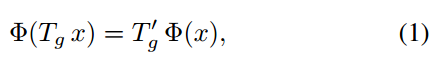 Φ(T_g x) = T'_g Φ(x), (1)